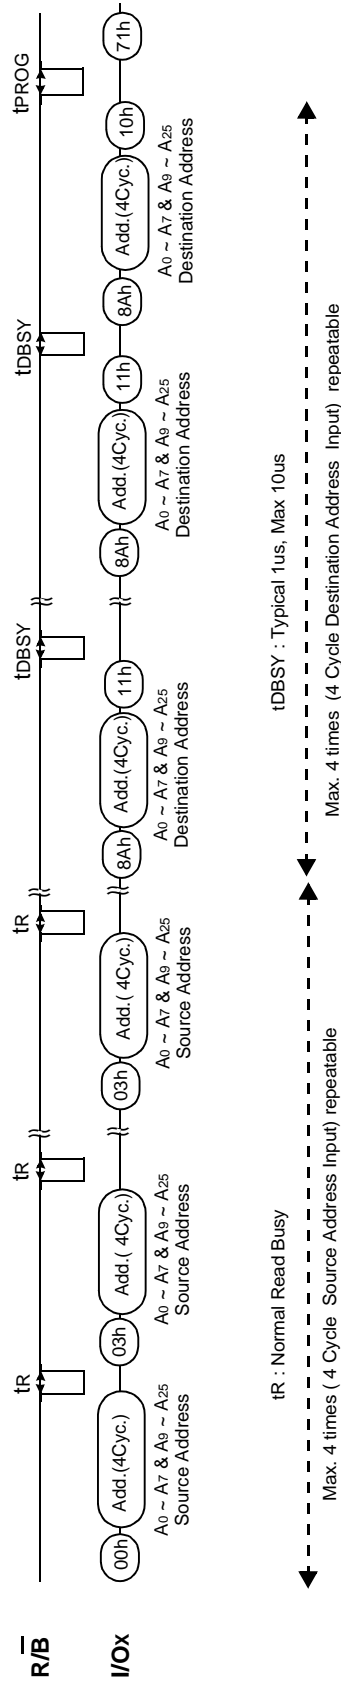 R/B tR tR tR tDBSY tDBSY tPROG
I/Ox 00h Add.(4Cyc.) 03h Add.( 4Cyc.) 03h Add.( 4Cyc.) 8Ah Add.(4Cyc.) 11h 8Ah Add.(4Cyc.) 11h 8Ah Add.(4Cyc.) 10h 71h
A0 ~ A7 & A9 ~ A25 A0 ~ A7 & A9 ~ A25 A0 ~ A7 & A9 ~ A25 A0 ~ A7 & A9 ~ A25 A0 ~ A7 & A9 ~ A25 A0 ~ A7 & A9 ~ A25
Source Address Source Address Source Address Destination Address Destination Address Destination Address
tR : Normal Read Busy tDBSY : Typical 1us, Max 10us
Max. 4 times ( 4 Cycle Source Address Input) repeatable Max. 4 times (4 Cycle Destination Address Input) repeatable